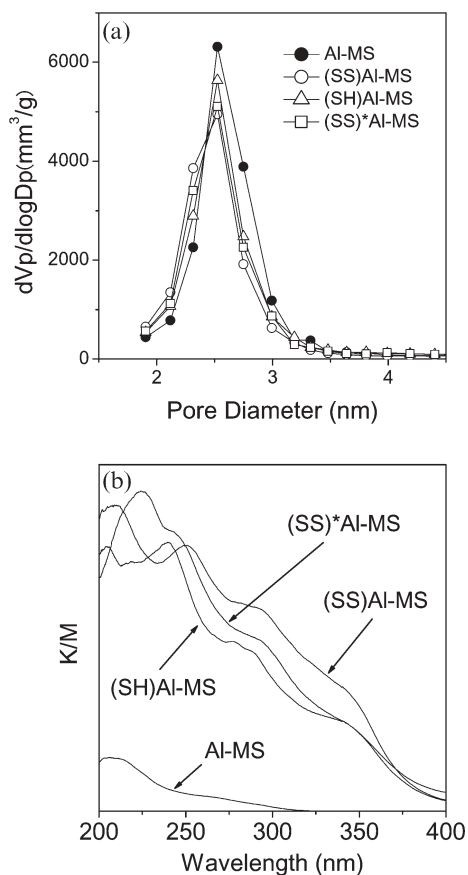 (a)
6000
4000
2000
0
dVp/dlogDp(mm³/g)
Al-MS
(SS)Al-MS
(SH)Al-MS
(SS)*Al-MS
2 3 4
Pore Diameter (nm)
(b)
K/M
(SS)*Al-MS
(SS)Al-MS
(SH)Al-MS
Al-MS
200 250 300 350 400
Wavelength (nm)